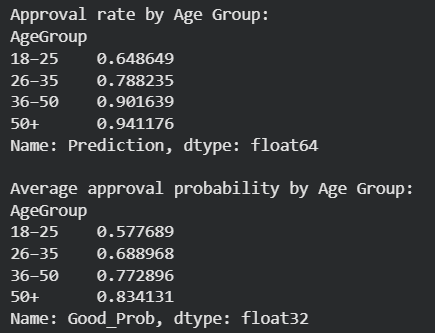 Approval rate by Age Group:
AgeGroup
18–25    0.648649
26–35    0.788235
36–50    0.901639
50+      0.941176
Name: Prediction, dtype: float64

Average approval probability by Age Group:
AgeGroup
18–25    0.577689
26–35    0.688968
36–50    0.772896
50+      0.834131
Name: Good_Prob, dtype: float32